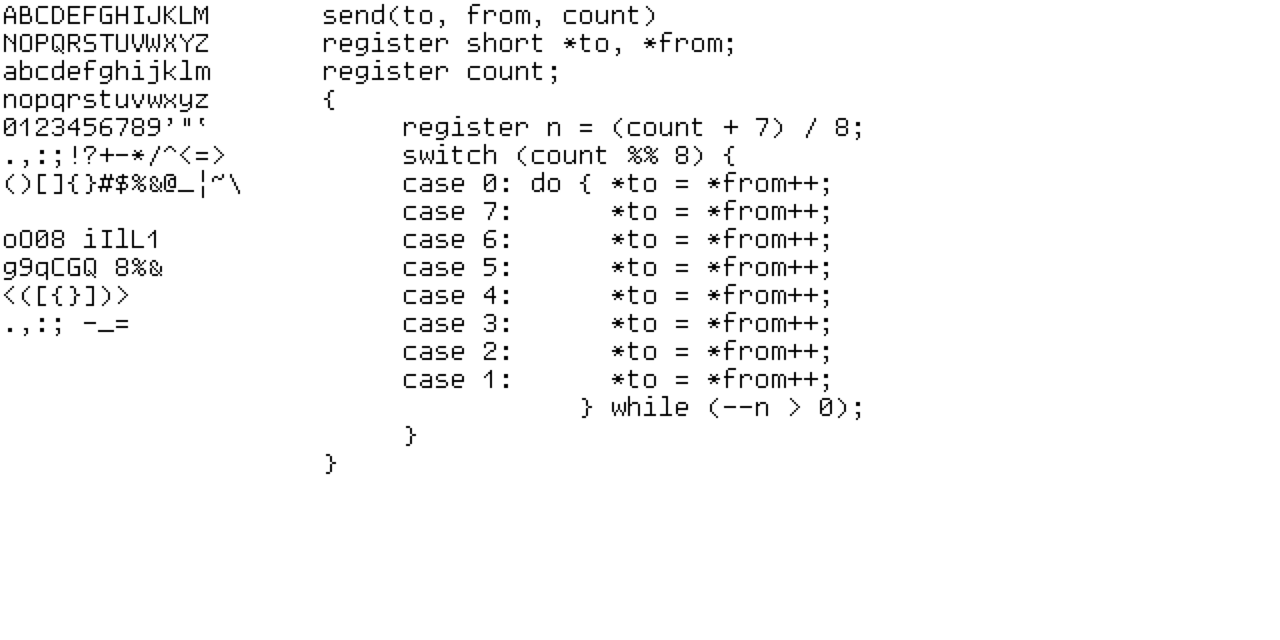 ABCDEFGHIJKLM       send(to, from, count)
NOPQRSTUVWXYZ       register short *to, *from;
abcdefghijklm       register count;
nopqrstuvwxyz       {
0123456789'"‛            register n = (count + 7) / 8;
.,:;!?+-*/^<=>           switch (count %% 8) {
()[]{}#$%&@_¦~\          case 0: do { *to = *from++;
                         case 7:      *to = *from++;
oO08 iIlL1               case 6:      *to = *from++;
g9qCGQ 8%&               case 5:      *to = *from++;
<([{}])>                 case 4:      *to = *from++;
.,:; -_=                 case 3:      *to = *from++;
                         case 2:      *to = *from++;
                         case 1:      *to = *from++;
                                    } while (--n > 0);
                         }
                    }